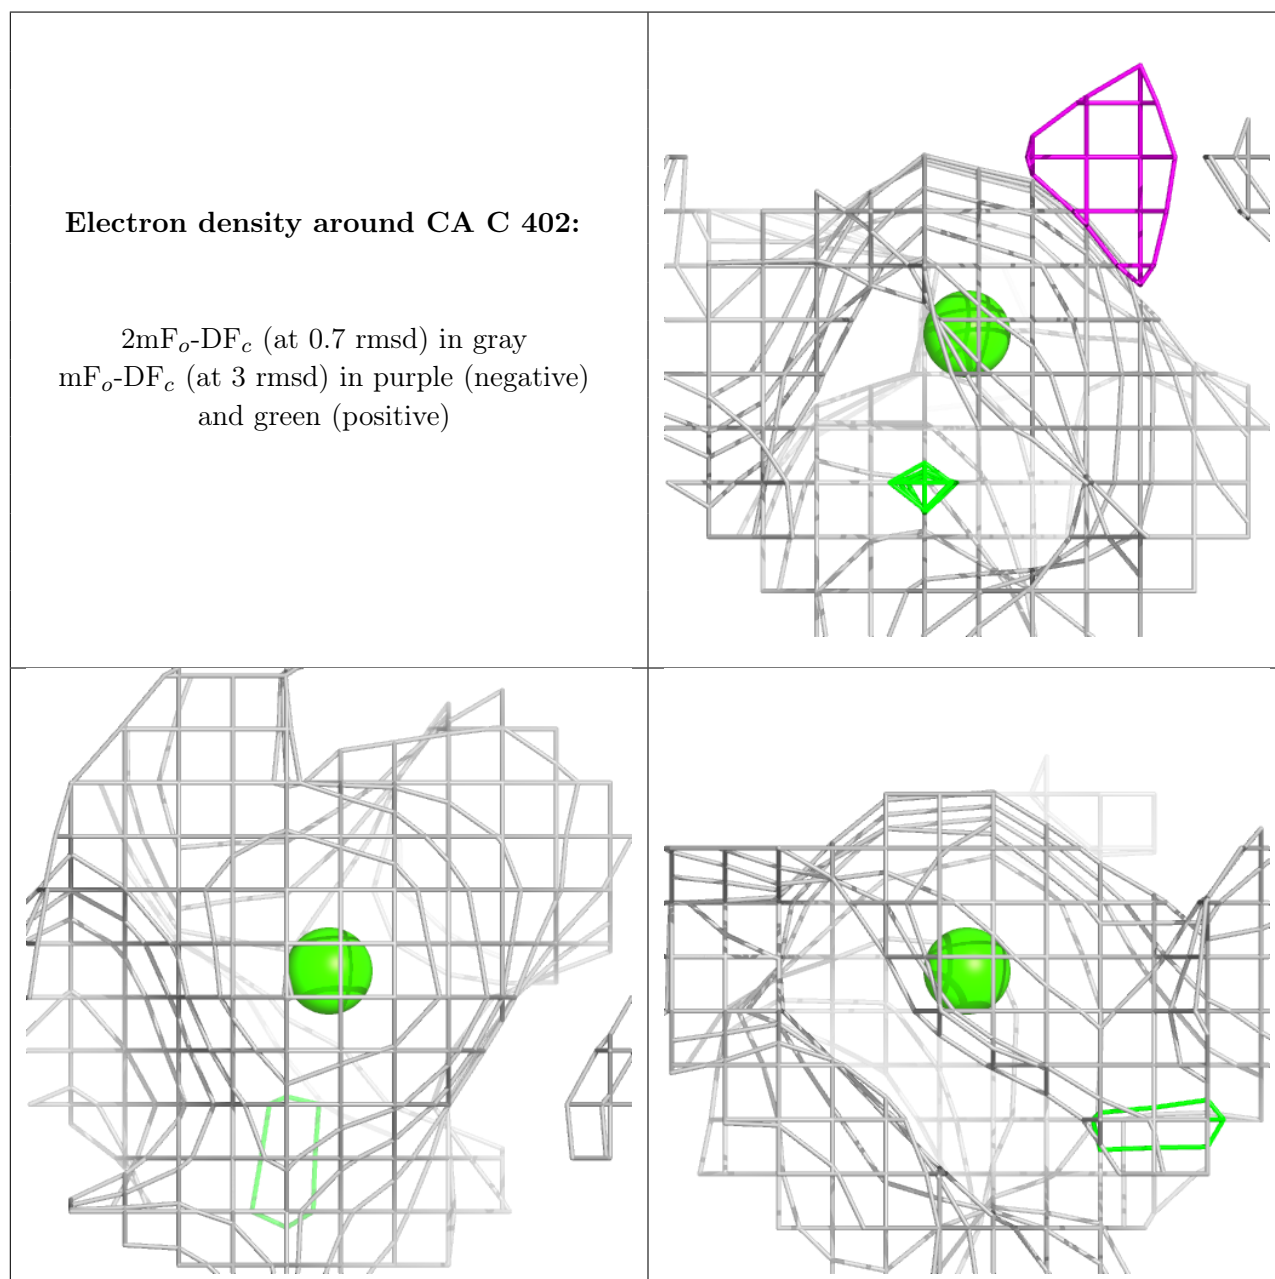 Electron density around CA C 402:
2mFo-DFc (at 0.7 rmsd) in gray
mFo-DFc (at 3 rmsd) in purple (negative)
and green (positive)